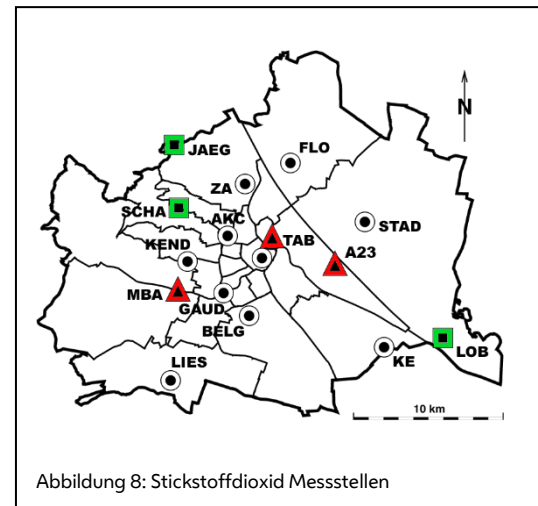 N
JAEG
FLO
ZA
SCHA
AKC
STAD
TAB
KEND
A23
MBA
GAUD
BELG
LOB
LIES
KE
10 km
Abbildung 8: Stickstoffdioxid Messstellen